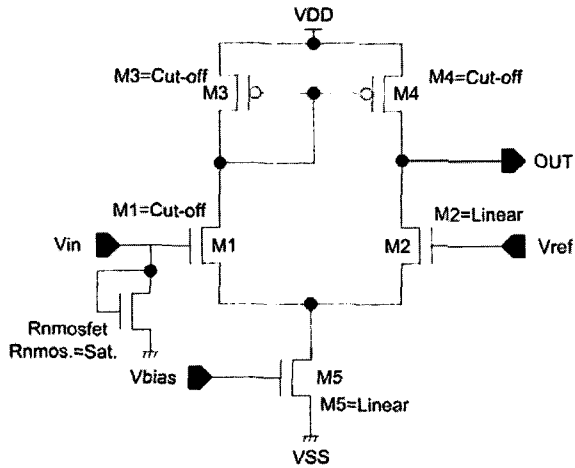 VDD
M3=Cut-off
M4=Cut-off
M3
M4
OUT
M1=Cut-off
M2=Linear
Vin
M1
M2
Vref
Rnmosfet
Rnmos.=Sat.
Vbias
M5
M5=Linear
VSS